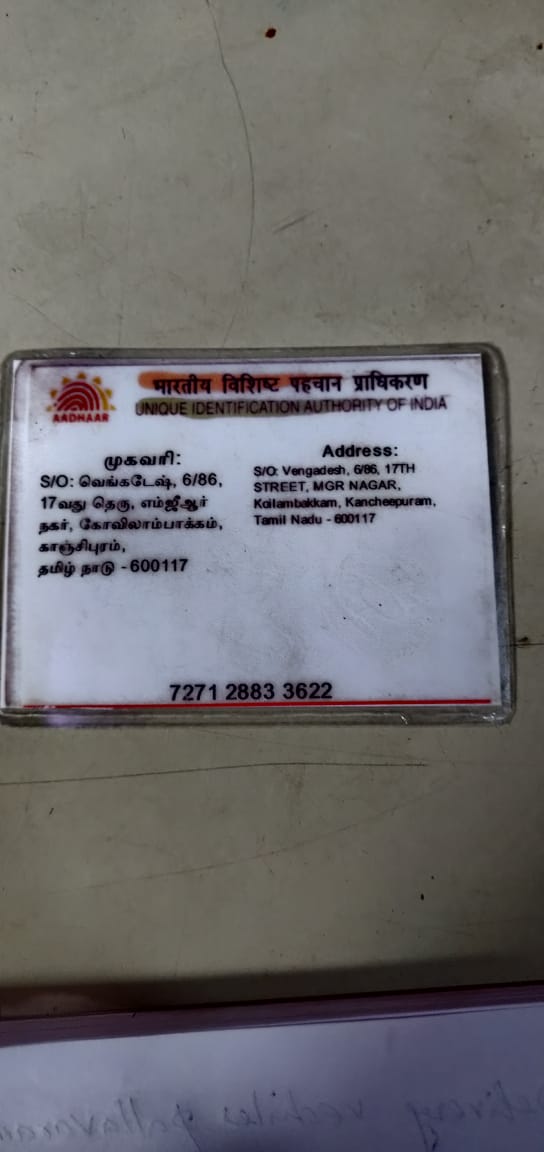 भारतीय विशिष्ट पहचान प्राधिकरण
AADHAAR
UNIQUE IDENTIFICATION AUTHORITY OF INDIA
முகவரி:
S/O: வெங்கடேஷ், 6/86,
17வது தெரு, எம்ஜீஆர்
நகர், கோவிலாம்பாக்கம்,
காஞ்சிபுரம்,
தமிழ் நாடு - 600117
Address:
S/O: Vengadesh, 6/86, 17TH
STREET, MGR NAGAR,
Koilambakkam, Kancheepuram,
Tamil Nadu - 600117
7271 2883 3622